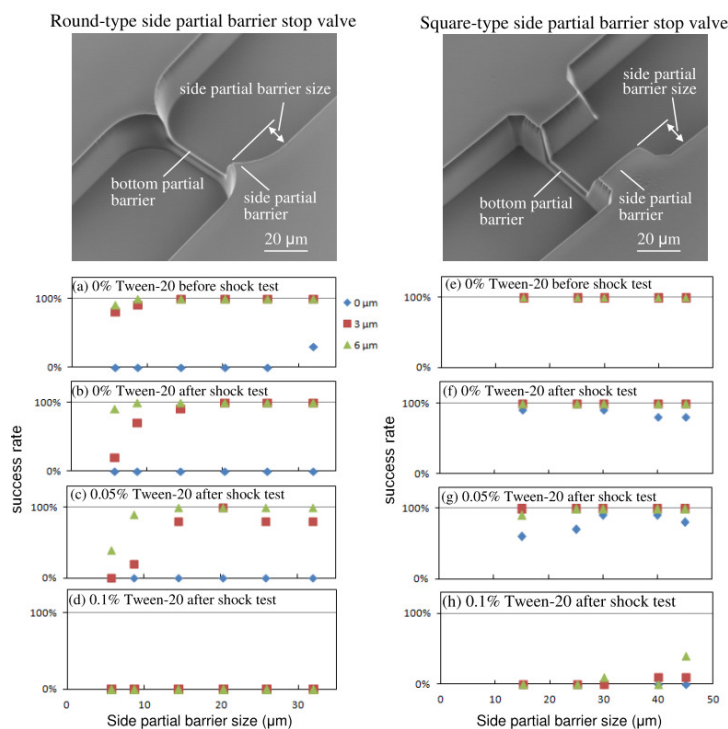 Round-type side partial barrier stop valve
side partial barrier size
bottom partial
barrier
side partial
barrier
20 μm
Square-type side partial barrier stop valve
side partial
barrier size
bottom partial
barrier
side partial
barrier
20 μm
success rate
(a) 0% Tween-20 before shock test
100%
0%
0 μm
3 μm
6 μm
(b) 0% Tween-20 after shock test
100%
0%
(c) 0.05% Tween-20 after shock test
100%
0%
(d) 0.1% Tween-20 after shock test
100%
0%
0 10 20 30
Side partial barrier size (μm)
success rate
(e) 0% Tween-20 before shock test
100%
0%
(f) 0% Tween-20 after shock test
100%
0%
(g) 0.05% Tween-20 after shock test
100%
0%
(h) 0.1% Tween-20 after shock test
100%
0%
0 10 20 30 40 50
Side partial barrier size (μm)